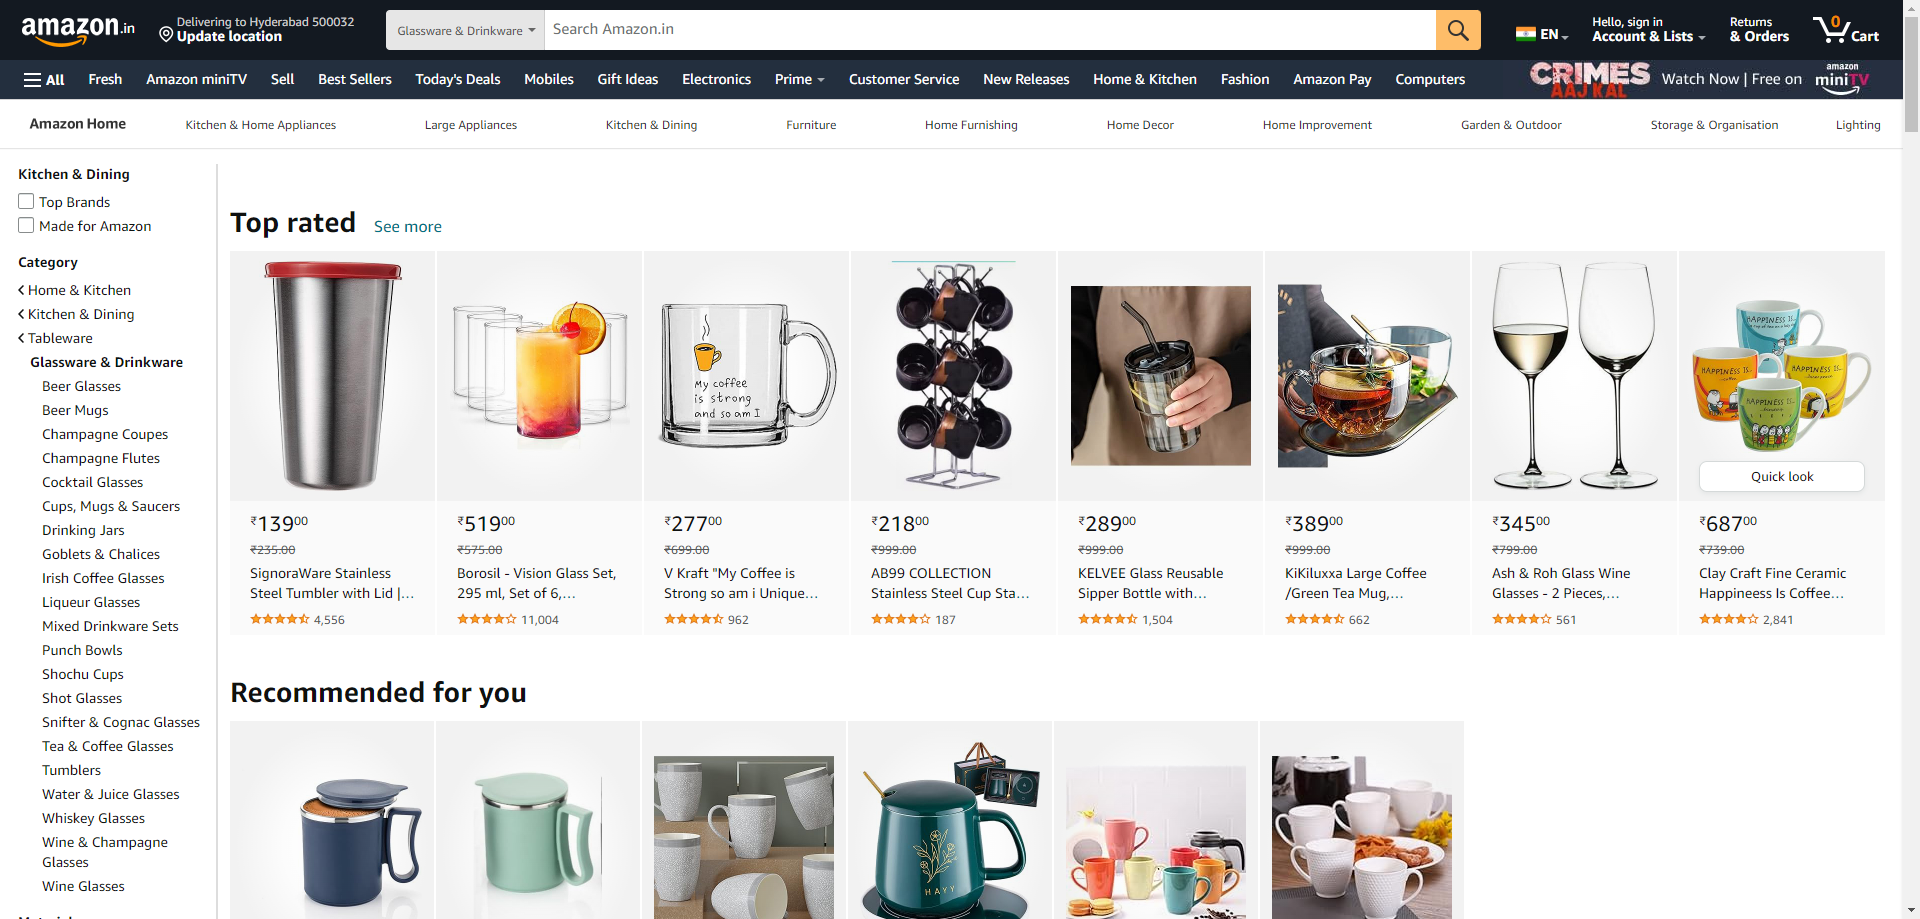 amazon.in
Delivering to Hyderabad 500032
Update location
Glassware & Drinkware
Search Amazon.in
EN
Hello, sign in
Account & Lists
Returns
& Orders
0
Cart
All
Fresh
Amazon miniTV
Sell
Best Sellers
Today's Deals
Mobiles
Gift Ideas
Electronics
Prime
Customer Service
New Releases
Home & Kitchen
Fashion
Amazon Pay
Computers
CRIMES
AAJ KAL
Watch Now | Free on
amazon
miniTV
Amazon Home
Kitchen & Home Appliances
Large Appliances
Kitchen & Dining
Furniture
Home Furnishing
Home Decor
Home Improvement
Garden & Outdoor
Storage & Organisation
Lighting
Kitchen & Dining
Top Brands
Made for Amazon
Category
Home & Kitchen
Kitchen & Dining
Tableware
Glassware & Drinkware
Beer Glasses
Beer Mugs
Champagne Coupes
Champagne Flutes
Cocktail Glasses
Cups, Mugs & Saucers
Drinking Jars
Goblets & Chalices
Irish Coffee Glasses
Liqueur Glasses
Mixed Drinkware Sets
Punch Bowls
Shochu Cups
Shot Glasses
Snifter & Cognac Glasses
Tea & Coffee Glasses
Tumblers
Water & Juice Glasses
Whiskey Glasses
Wine & Champagne
Glasses
Wine Glasses
Top rated See more
My coffee
is strong
and so am I
HAPPINESS IS...
HAPPINESS IS...
HAPPINESS IS...
HAPPINESS IS...
Quick look
₹13900
₹235.00
SignoraWare Stainless
Steel Tumbler with Lid |...
4,556
₹51900
₹575.00
Borosil - Vision Glass Set,
295 ml, Set of 6,...
11,004
₹27700
₹699.00
V Kraft "My Coffee is
Strong so am i Unique...
962
₹21800
₹999.00
AB99 COLLECTION
Stainless Steel Cup Sta...
187
₹28900
₹999.00
KELVEE Glass Reusable
Sipper Bottle with...
1,504
₹38900
₹999.00
KiKiluxxa Large Coffee
/Green Tea Mug,...
662
₹34500
₹799.00
Ash & Roh Glass Wine
Glasses - 2 Pieces,...
561
₹68700
₹739.00
Clay Craft Fine Ceramic
Happineess Is Coffee...
2,841
Recommended for you
HAYY